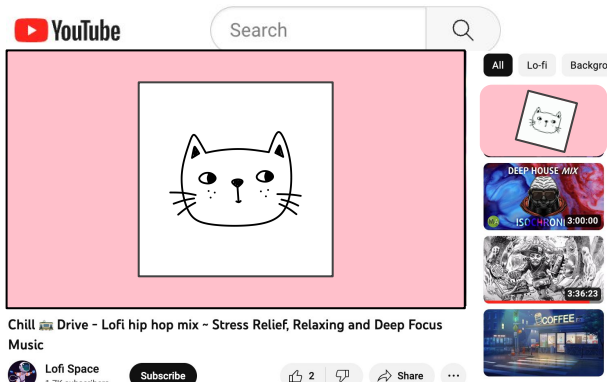 YouTube
Search
All Lo-fi Backgro
DEEP HOUSE MIX
ISOCHRONI
3:00:00
3:36:23
COFFEE
Chill 📻 Drive - Lofi hip hop mix ~ Stress Relief, Relaxing and Deep Focus
Music
Lofi Space
Subscribe
2
Share